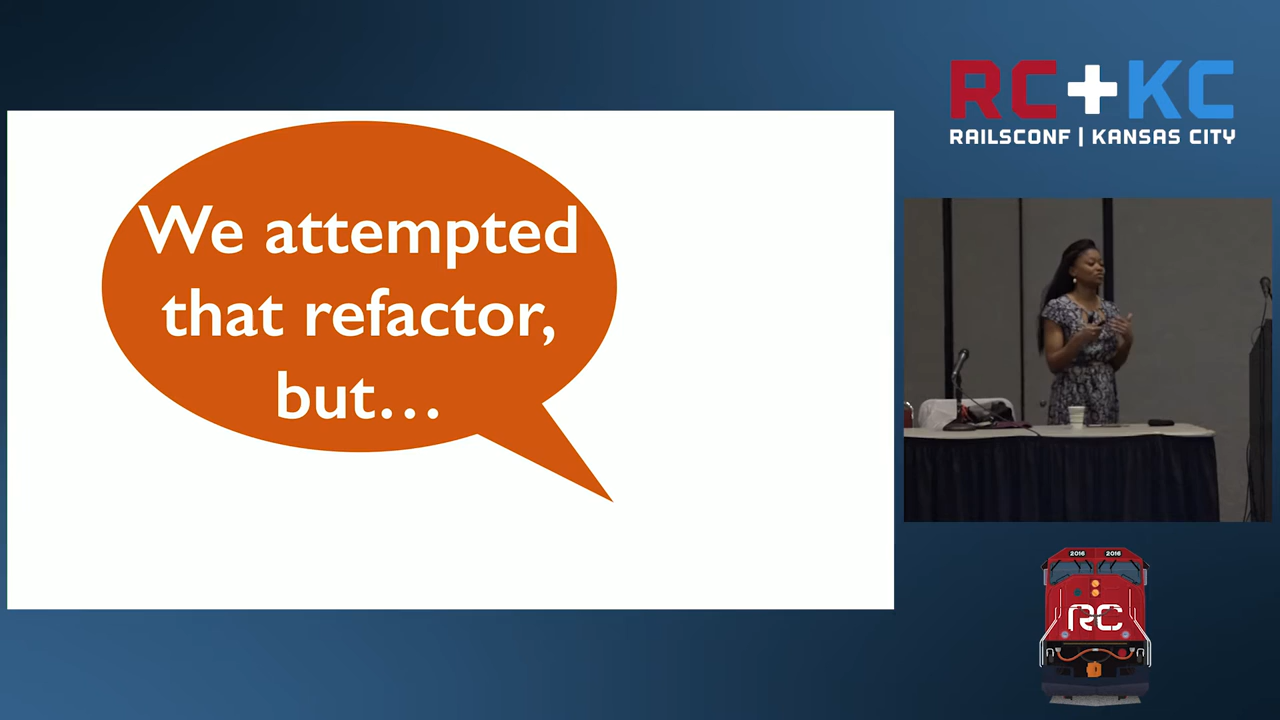 We attempted
that refactor,
but...
RC+KC
RAILSCONF | KANSAS CITY
2016 2016
RC